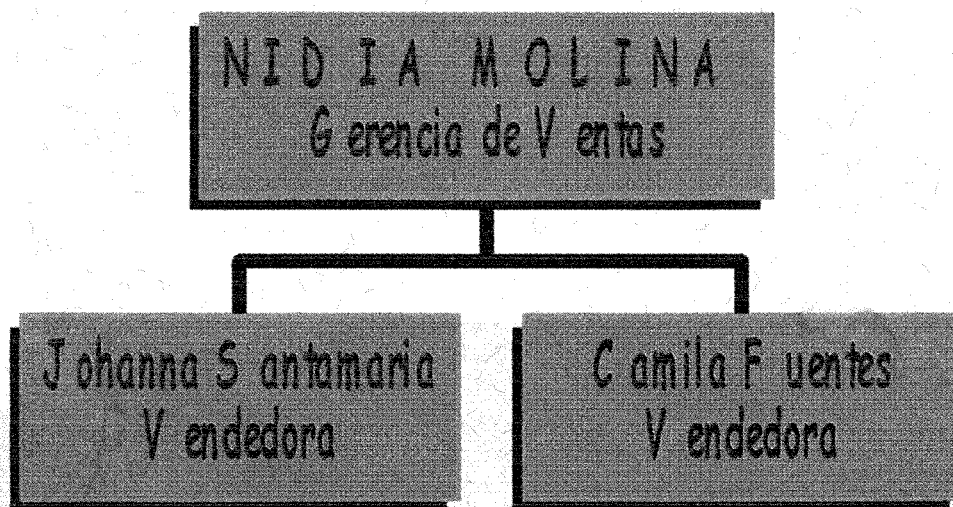 NIDIA MOLINA
Gerencia de Ventas
Johanna Santamaria
Vendedora
Camila Fuentes
Vendedora